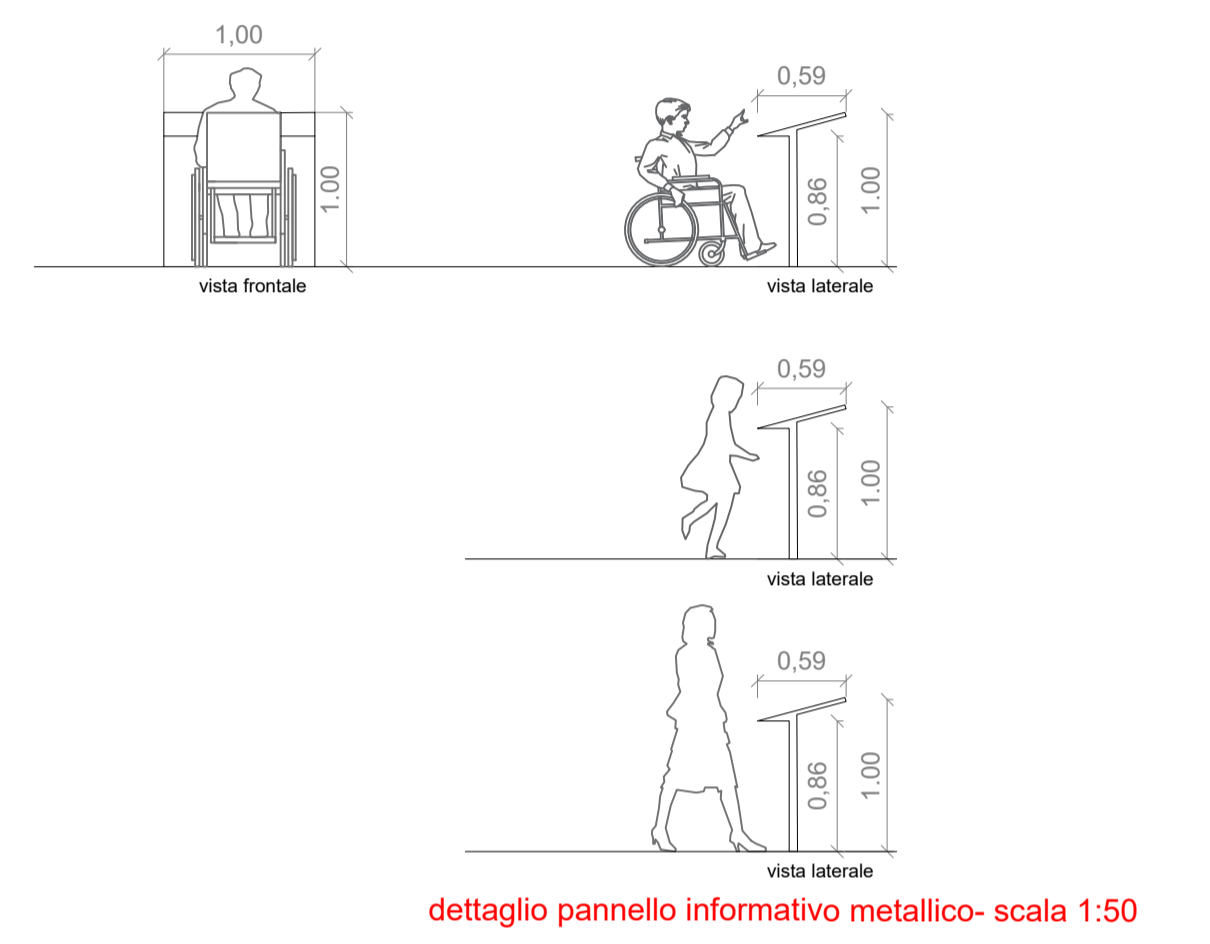 1,00
0,59
1.00
0,86
1.00
vista frontale
vista laterale
0,59
0,86
1.00
vista laterale
0,59
0,86
1.00
vista laterale
dettaglio pannello informativo metallico- scala 1:50